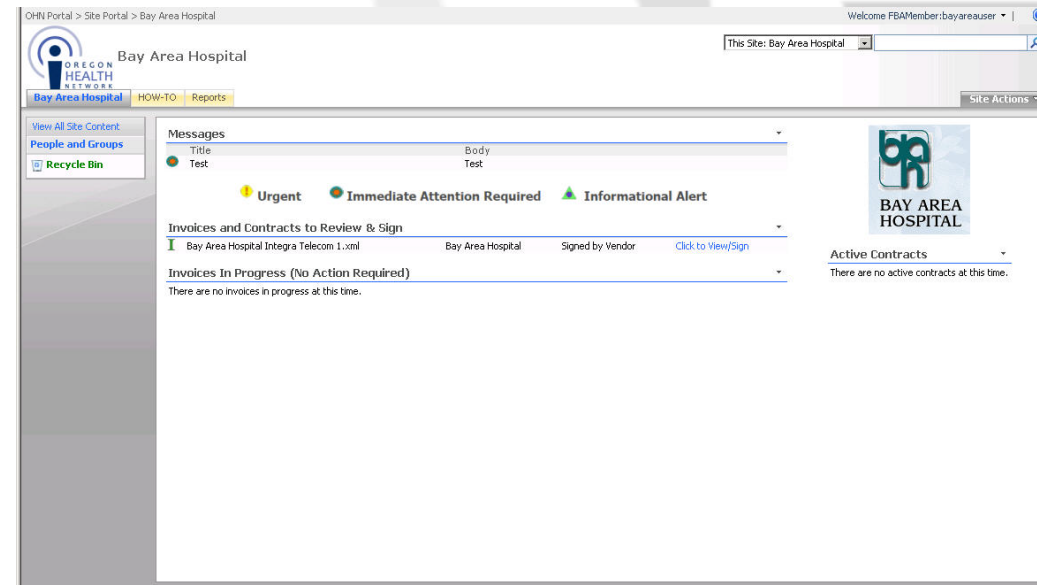 OHN Portal > Site Portal > Bay Area Hospital
Welcome FBAMember:bayareauser
OREGON
HEALTH
NETWORK
Bay Area Hospital
This Site: Bay Area Hospital
Bay Area Hospital HOW-TO Reports
Site Actions
View All Site Content
People and Groups
Recycle Bin
Messages
Title Body
Test Test
Urgent Immediate Attention Required Informational Alert
Invoices and Contracts to Review & Sign
I Bay Area Hospital Integra Telecom 1.xml Bay Area Hospital Signed by Vendor Click to View/Sign
Invoices In Progress (No Action Required)
There are no invoices in progress at this time.
bah
BAY AREA
HOSPITAL
Active Contracts
There are no active contracts at this time.